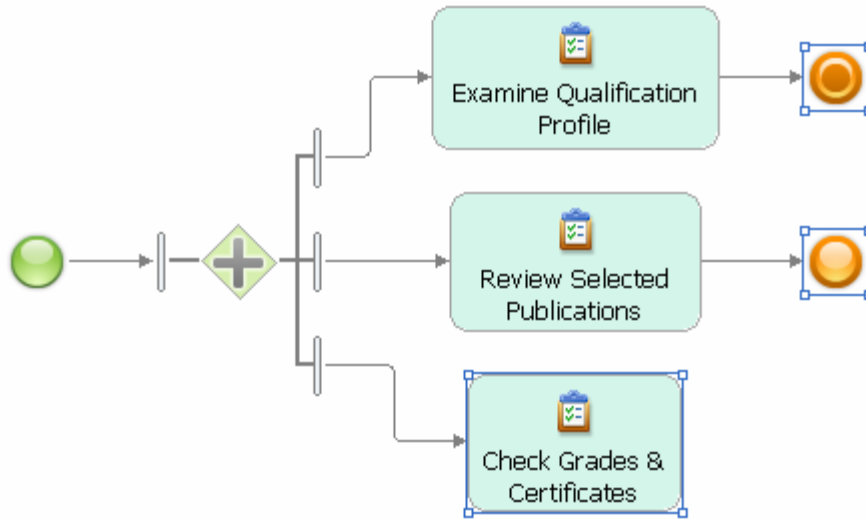 Examine Qualification
Profile
Review Selected
Publications
Check Grades &
Certificates